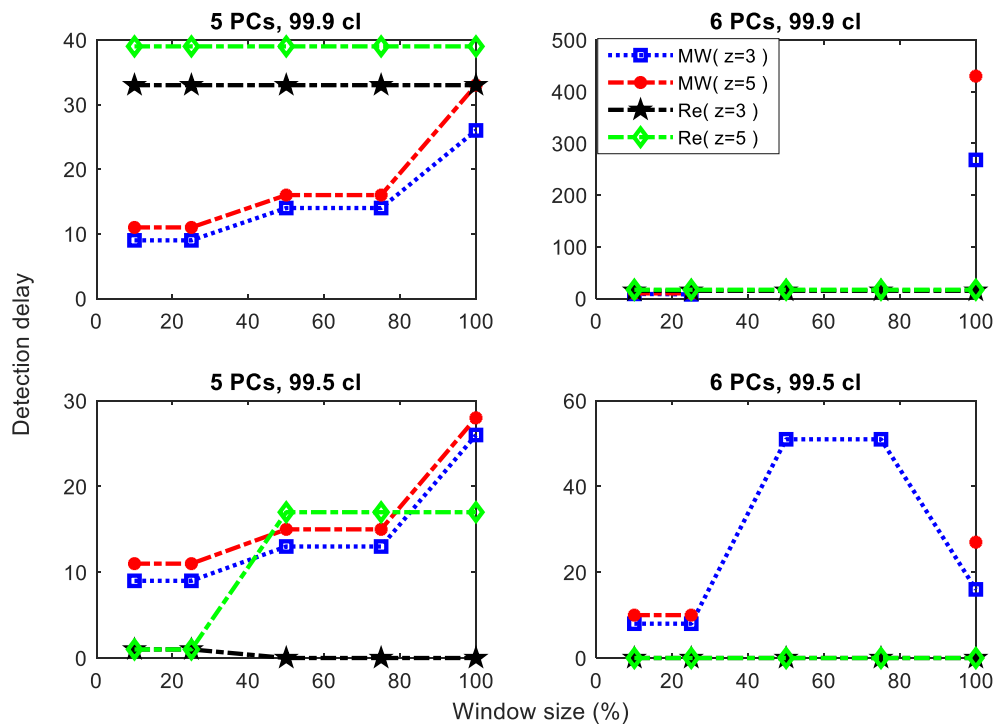 5 PCs, 99.9 cl
40
30
20
10
0
0 20 40 60 80 100
6 PCs, 99.9 cl
500
400
300
200
100
0
0 20 40 60 80 100
MW( z=3 )
MW( z=5 )
Re( z=3 )
Re( z=5 )
Detection delay
5 PCs, 99.5 cl
30
20
10
0
0 20 40 60 80 100
6 PCs, 99.5 cl
60
40
20
0
0 20 40 60 80 100
Window size (%)